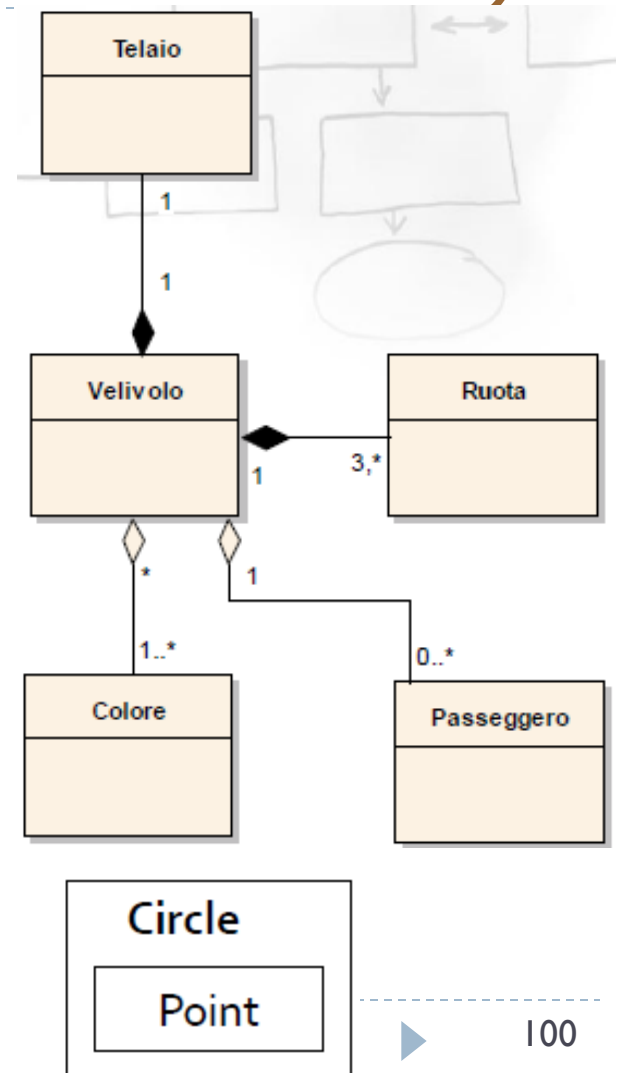 Telaio
1
1
Velivolo
Ruota
1
3,*
*
1
1..*
0..*
Colore
Passeggero
Circle
Point
100